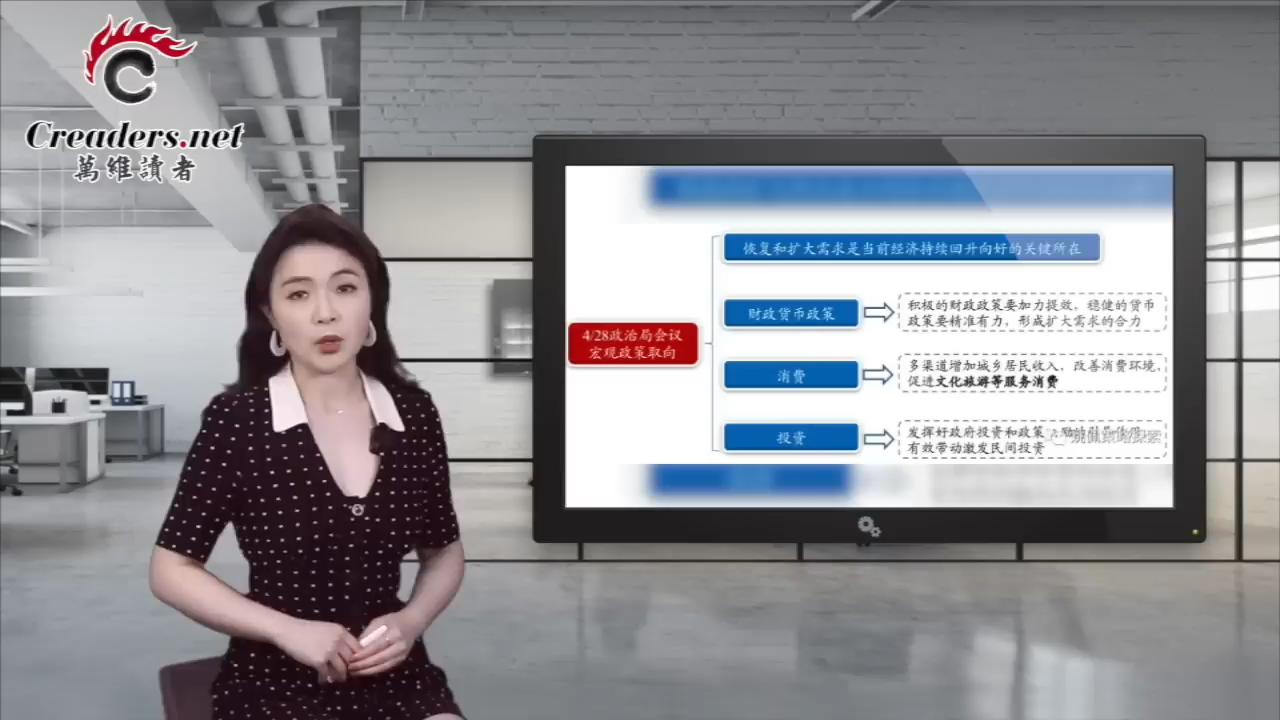 Creaders.net
萬維讀者
恢复和扩大需求是当前经济持续回升向好的关键所在
4/28政治局会议
宏观政策取向
财政货币政策
积极的财政政策要加力提效，稳健的货币
政策要精准有力，形成扩大需求的合力
消费
多渠道增加城乡居民收入，改善消费环境，
促进文化旅游等服务消费
投资
发挥好政府投资和政策
有效带动激发民间投资